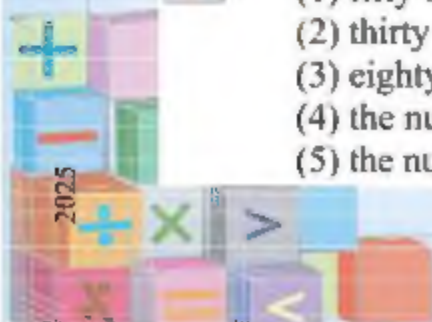 (2) thirty
(3) eighty
(4) the nu
(5) the nu
2025
+
−
÷ × >
=
<